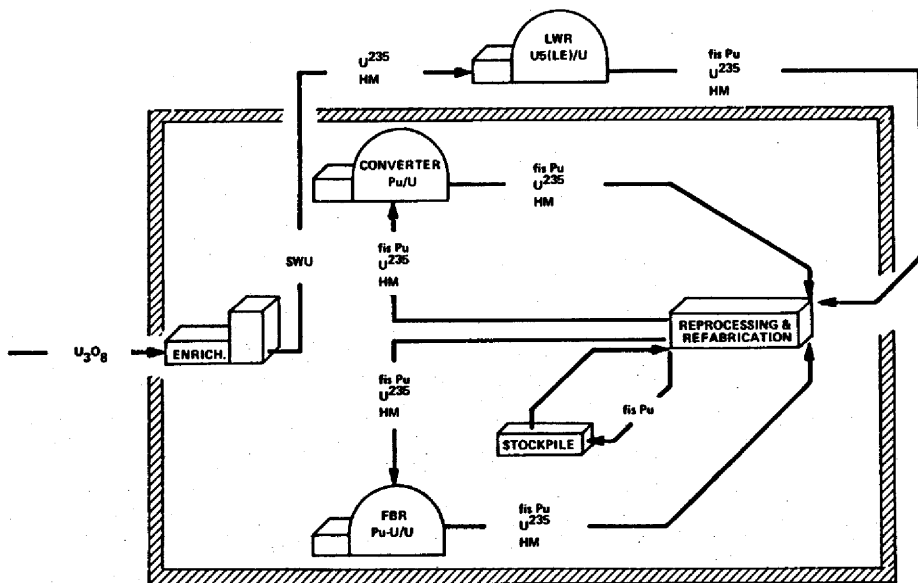 LWR
U5(LE)/U
U235
HM
fis Pu
U235
HM
CONVERTER
Pu/U
fis Pu
U235
HM
fis Pu
U235
HM
SWU
U3O8
ENRICH.
REPROCESSING &
REFABRICATION
fis Pu
U235
HM
fis Pu
STOCKPILE
FBR
Pu-U/U
fis Pu
U235
HM